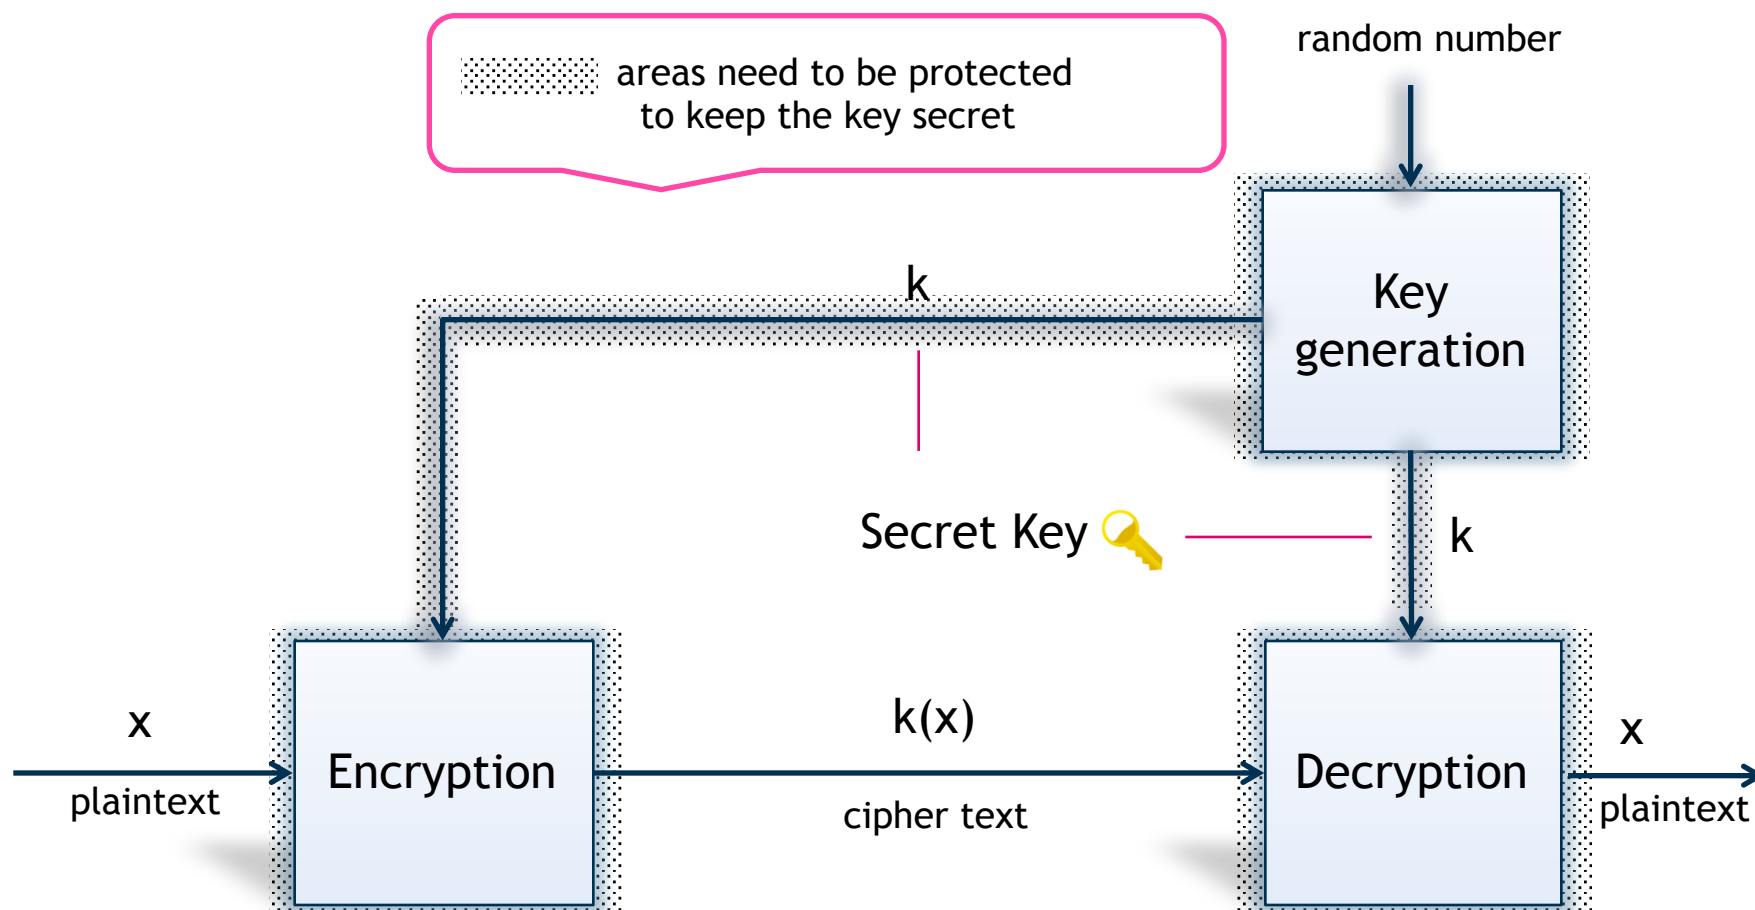 random number
areas need to be protected
to keep the key secret
k
Key
generation
Secret Key
k
x
k(x)
x
Encryption
Decryption
plaintext
cipher text
plaintext